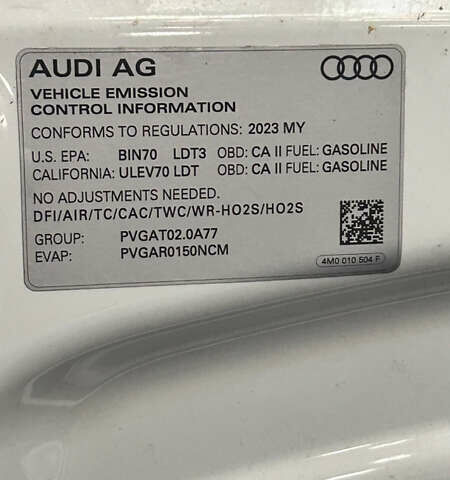 AUDI AG
VEHICLE EMISSION
CONTROL INFORMATION
CONFORMS TO REGULATIONS: 2023 MY
U.S. EPA: BIN70 LDT3 OBD: CA II FUEL: GASOLINE
CALIFORNIA: ULEV70 LDT OBD: CA II FUEL: GASOLINE
NO ADJUSTMENTS NEEDED.
DFI/AIR/TC/CAC/TWC/WR-HO2S/HO2S
GROUP: PVGAT02.0A77
EVAP: PVGAR0150NCM
4M0 010 504 F